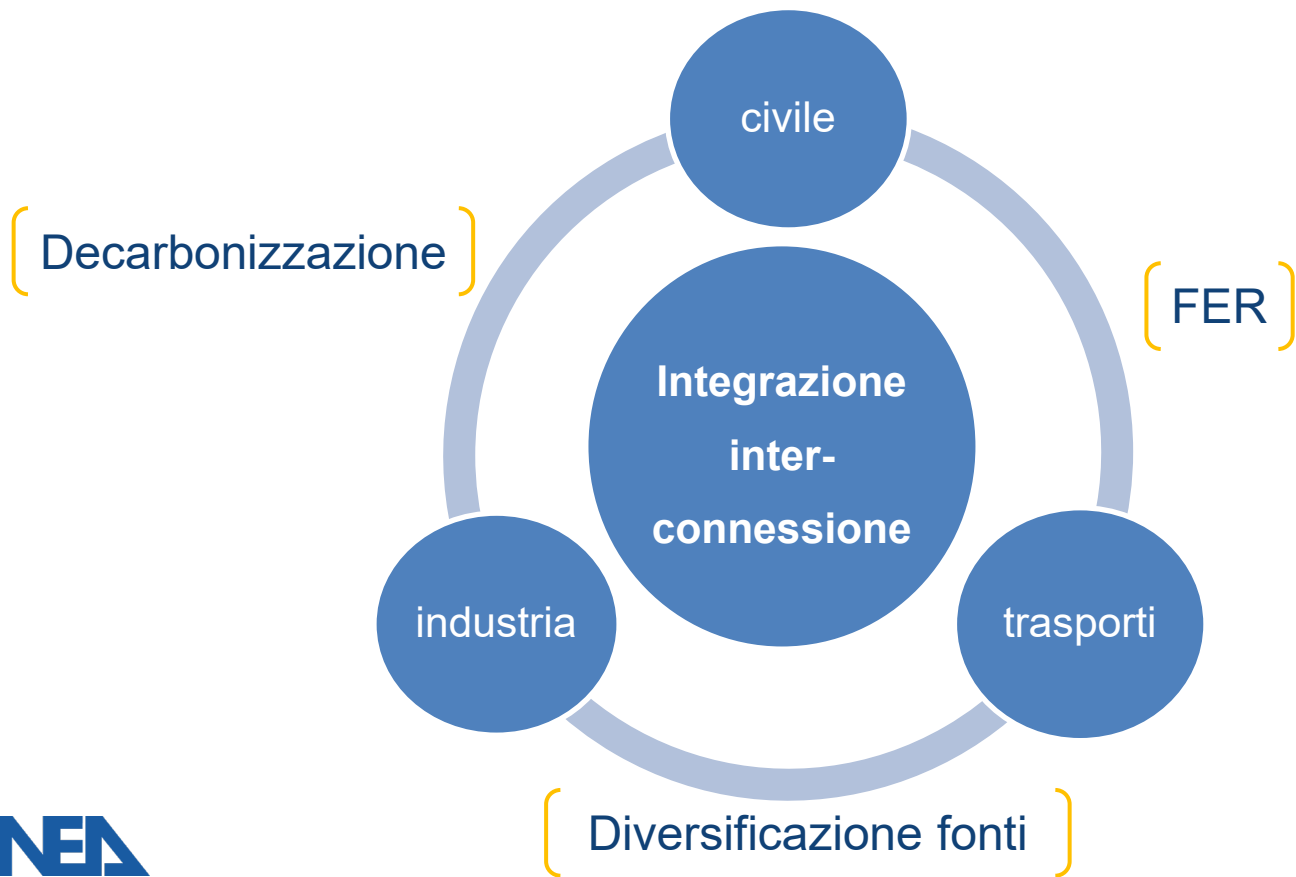 civile
Decarbonizzazione
FER
Integrazione
inter-
connessione
industria
trasporti
Diversificazione fonti
NEA